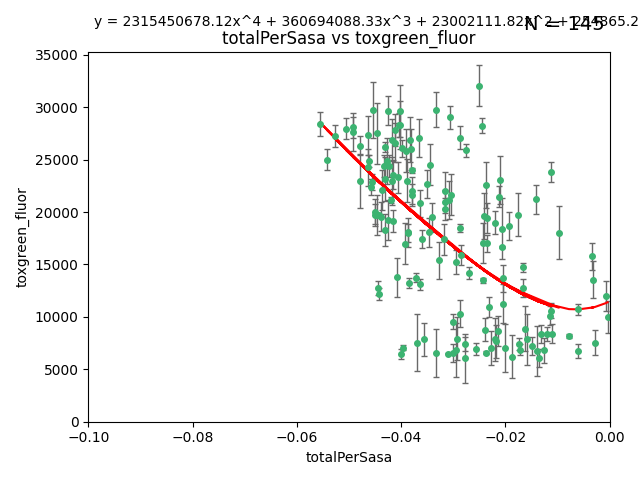 y = 2315450678.12x^4 + 360694088.33x^3 + 23002111.82x^2 +
N = 145
totalPerSasa vs toxgreen_fluor
35000
30000
25000
20000
15000
10000
5000
0
toxgreen_fluor
−0.10
−0.08
−0.06
−0.04
−0.02
0.00
totalPerSasa